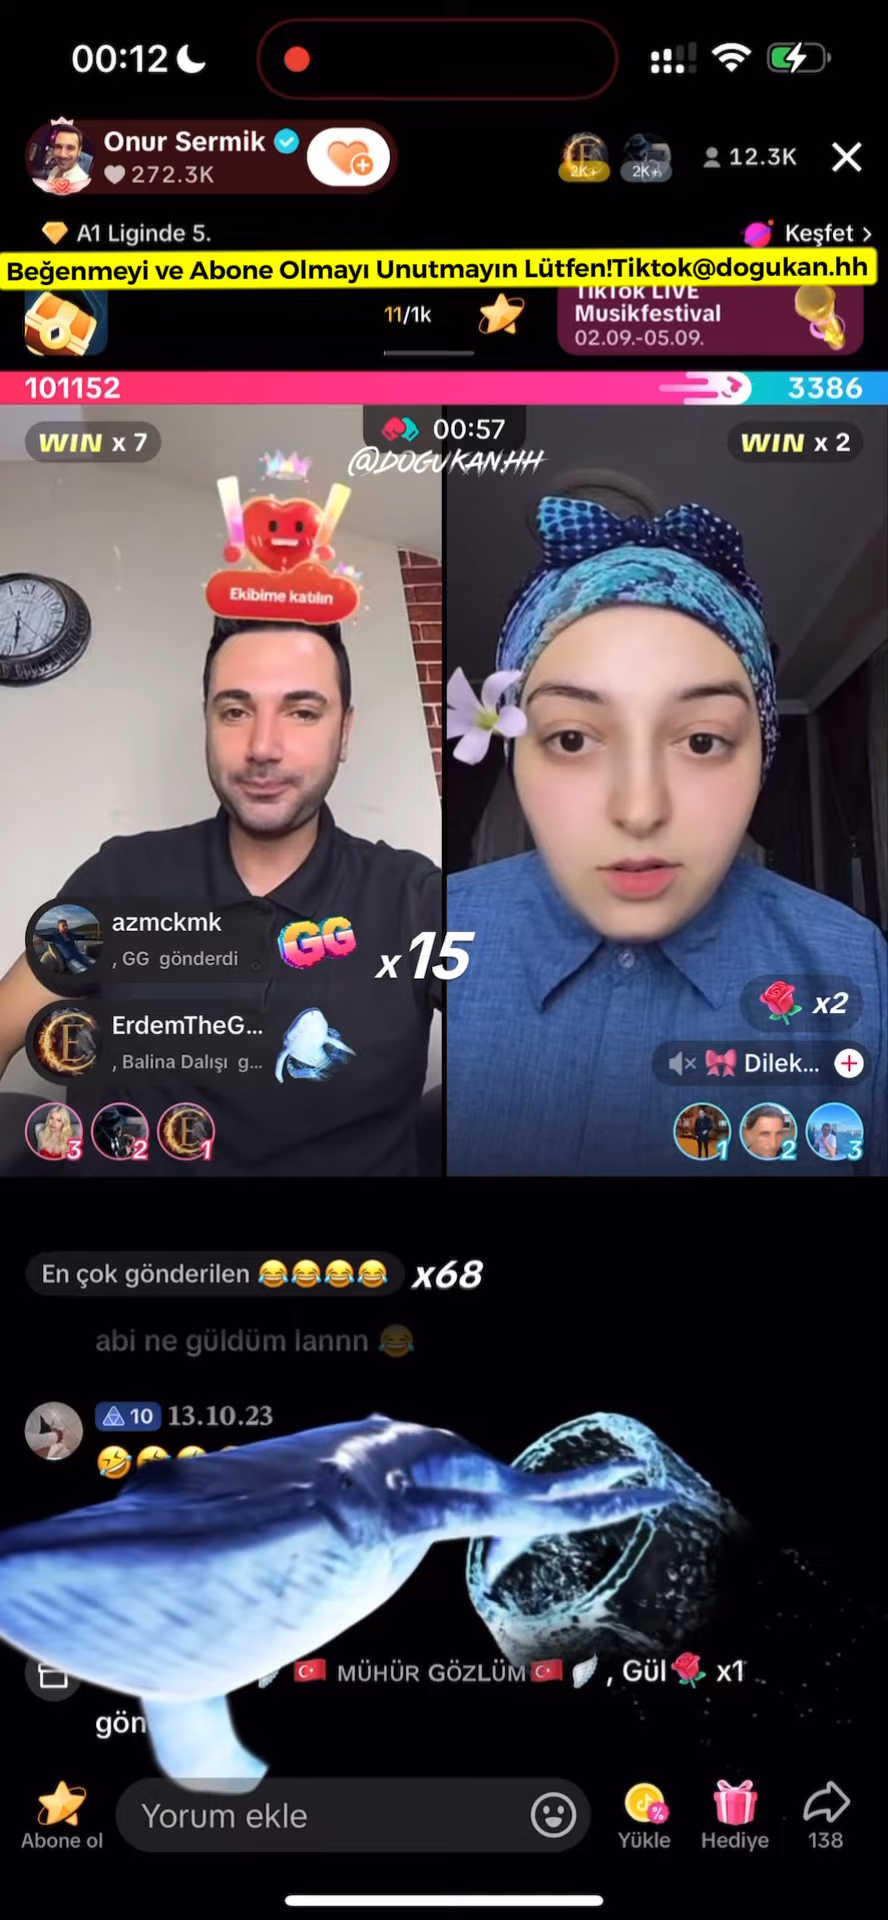 00:12
Onur Sermik
272.3K
2K+
2K+
12.3K
A1 Liginde 5.
Keşfet >
Beğenmeyi ve Abone Olmayı Unutmayın Lütfen!Tiktok@dogukan.hh
11/1k
TikTok LIVE
Musikfestival
02.09.-05.09.
101152
3386
WIN x 7
00:57
WIN x 2
@DOGUKAN.HH
Ekibime katılın
azmckmk
, GG gönderdi
GG
x15
ErdemTheG...
, Balina Dalışı g...
x2
Dilek...
3
2
1
1
2
3
En çok gönderilen 😂😂😂😂 x68
abi ne güldüm lannn 😂
10 13.10.23
🇹🇷 MÜHÜR GÖZLÜM 🇹🇷 🪽 , Gül 🌹 x1
gön
Abone ol
Yorum ekle
Yükle
Hediye
138